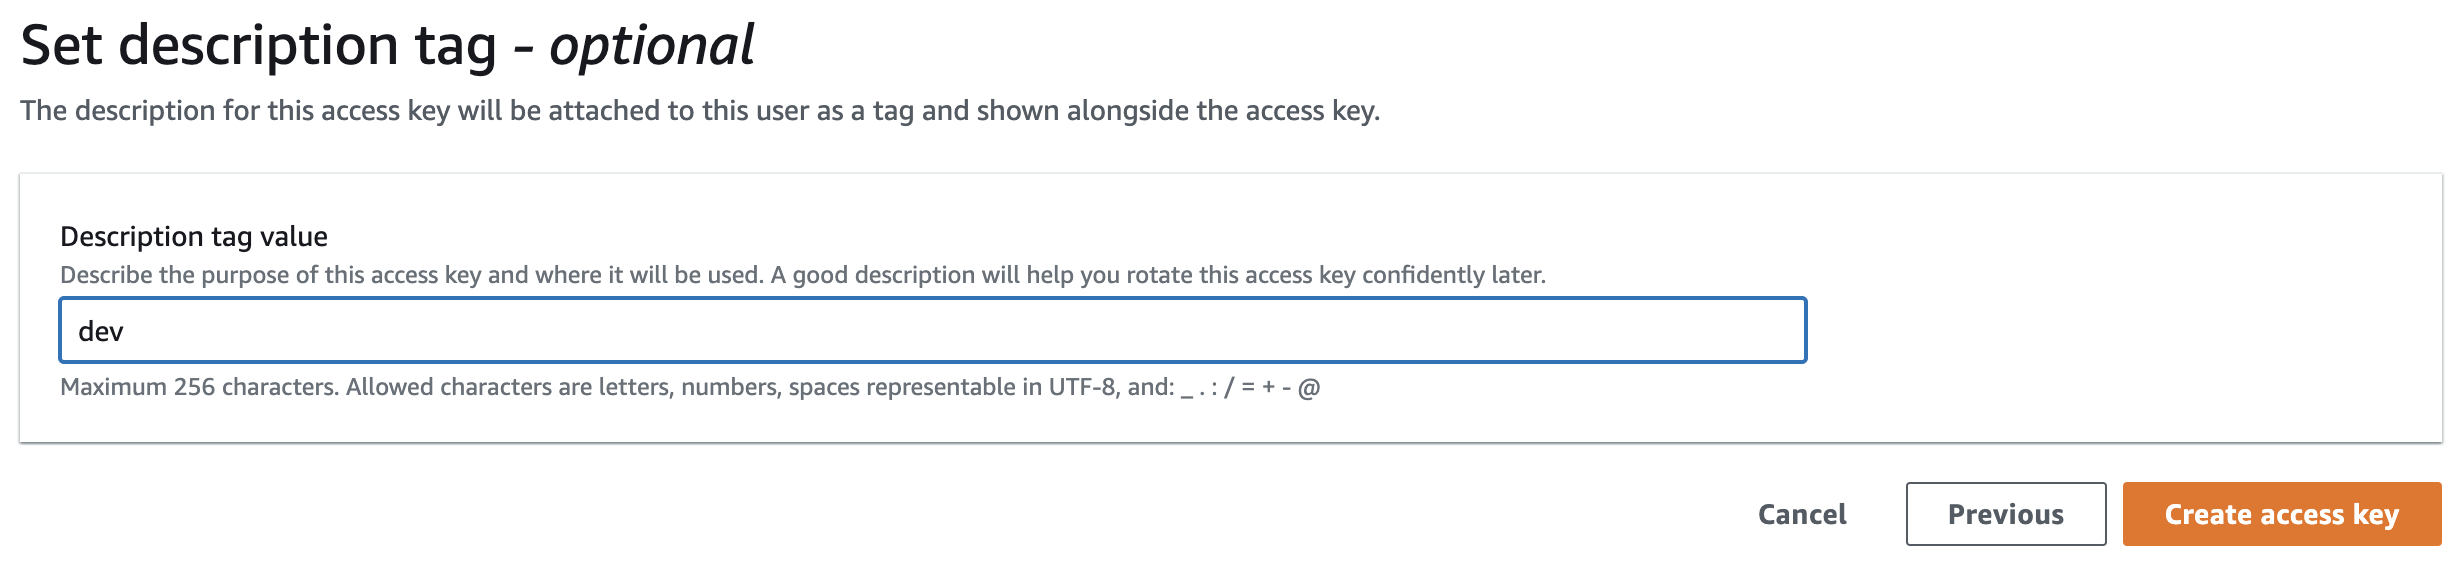 Set description tag - optional
The description for this access key will be attached to this user as a tag and shown alongside the access key.
Description tag value
Describe the purpose of this access key and where it will be used. A good description will help you rotate this access key confidently later.
dev
Maximum 256 characters. Allowed characters are letters, numbers, spaces representable in UTF-8, and: _ . : / = + - @
Cancel
Previous
Create access key